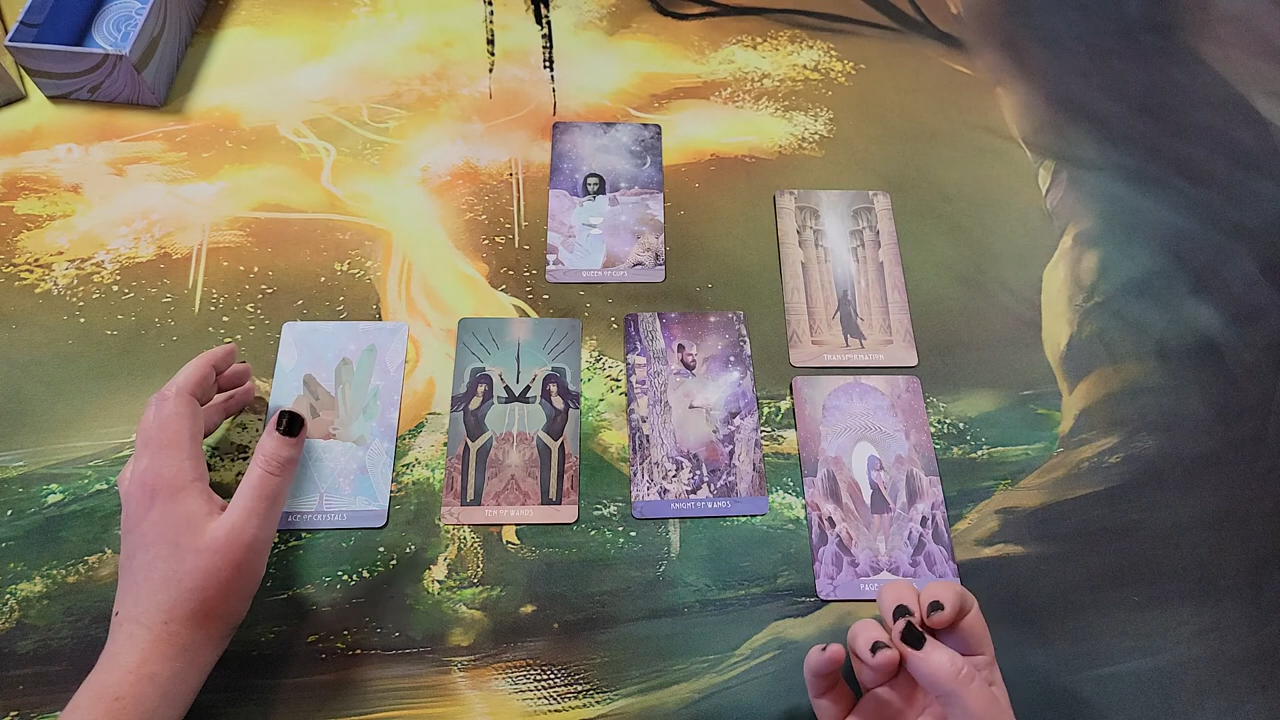 QUEEN OF CUPS
TRANSFORMATION
ACE OF CRYSTALS
TEN OF WANDS
KNIGHT OF WANDS
PAGE